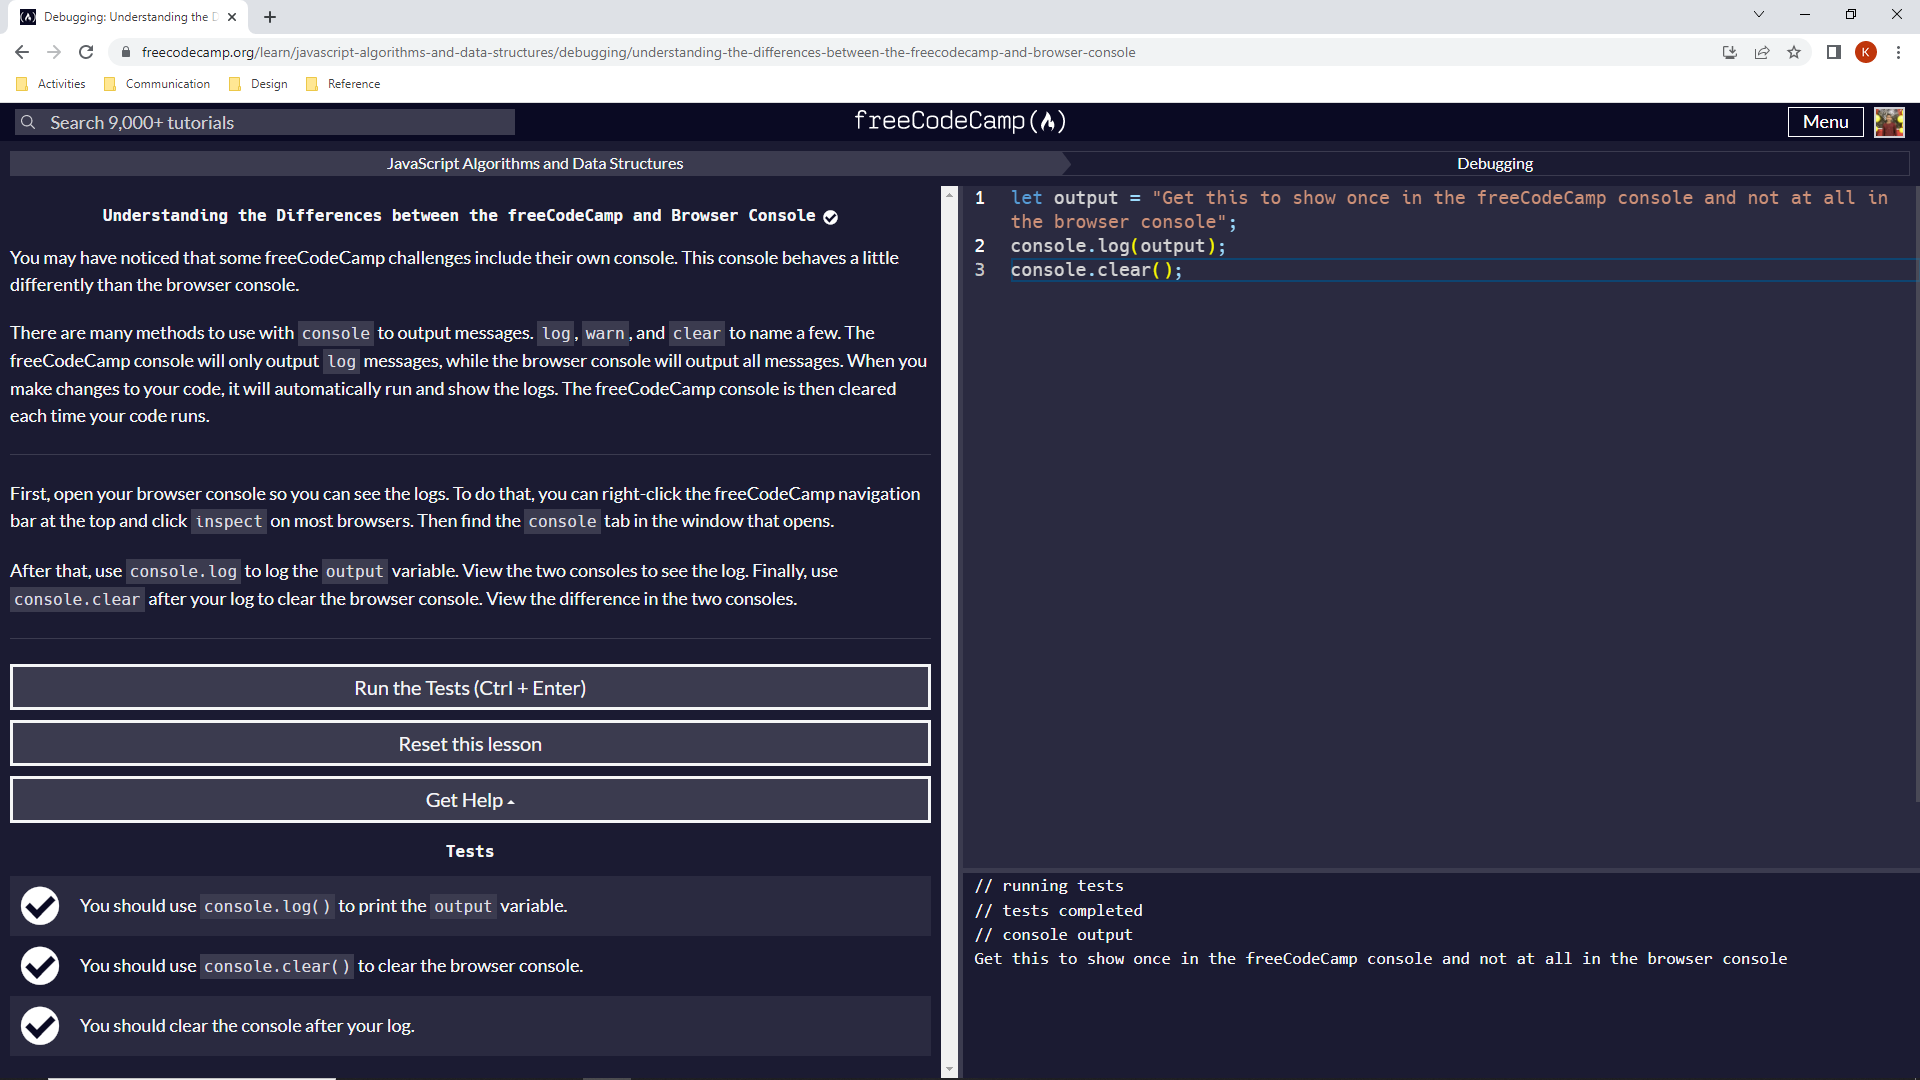 Debugging: Understanding the D
freecodecamp.org/learn/javascript-algorithms-and-data-structures/debugging/understanding-the-differences-between-the-freecodecamp-and-browser-console
K
Activities
Communication
Design
Reference
Search 9,000+ tutorials
freeCodeCamp
Menu
JavaScript Algorithms and Data Structures
Debugging
Understanding the Differences between the freeCodeCamp and Browser Console
You may have noticed that some freeCodeCamp challenges include their own console. This console behaves a little
differently than the browser console.
There are many methods to use with console to output messages. log, warn, and clear to name a few. The
freeCodeCamp console will only output log messages, while the browser console will output all messages. When you
make changes to your code, it will automatically run and show the logs. The freeCodeCamp console is then cleared
each time your code runs.
First, open your browser console so you can see the logs. To do that, you can right-click the freeCodeCamp navigation
bar at the top and click inspect on most browsers. Then find the console tab in the window that opens.
After that, use console.log to log the output variable. View the two consoles to see the log. Finally, use
console.clear after your log to clear the browser console. View the difference in the two consoles.
Run the Tests (Ctrl + Enter)
Reset this lesson
Get Help
Tests
You should use console.log() to print the output variable.
You should use console.clear() to clear the browser console.
You should clear the console after your log.
1 let output = "Get this to show once in the freeCodeCamp console and not at all in
the browser console";
2 console.log(output);
3 console.clear();
// running tests
// tests completed
// console output
Get this to show once in the freeCodeCamp console and not at all in the browser console